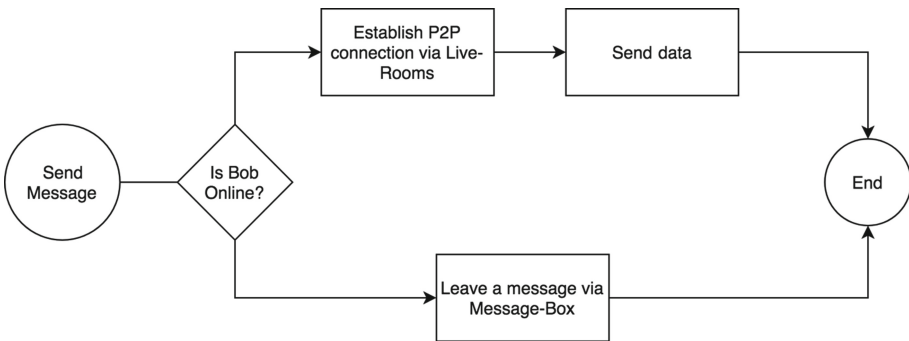 Establish P2P
connection via Live-
Rooms
Send data
Send
Message
Is Bob
Online?
End
Leave a message via
Message-Box